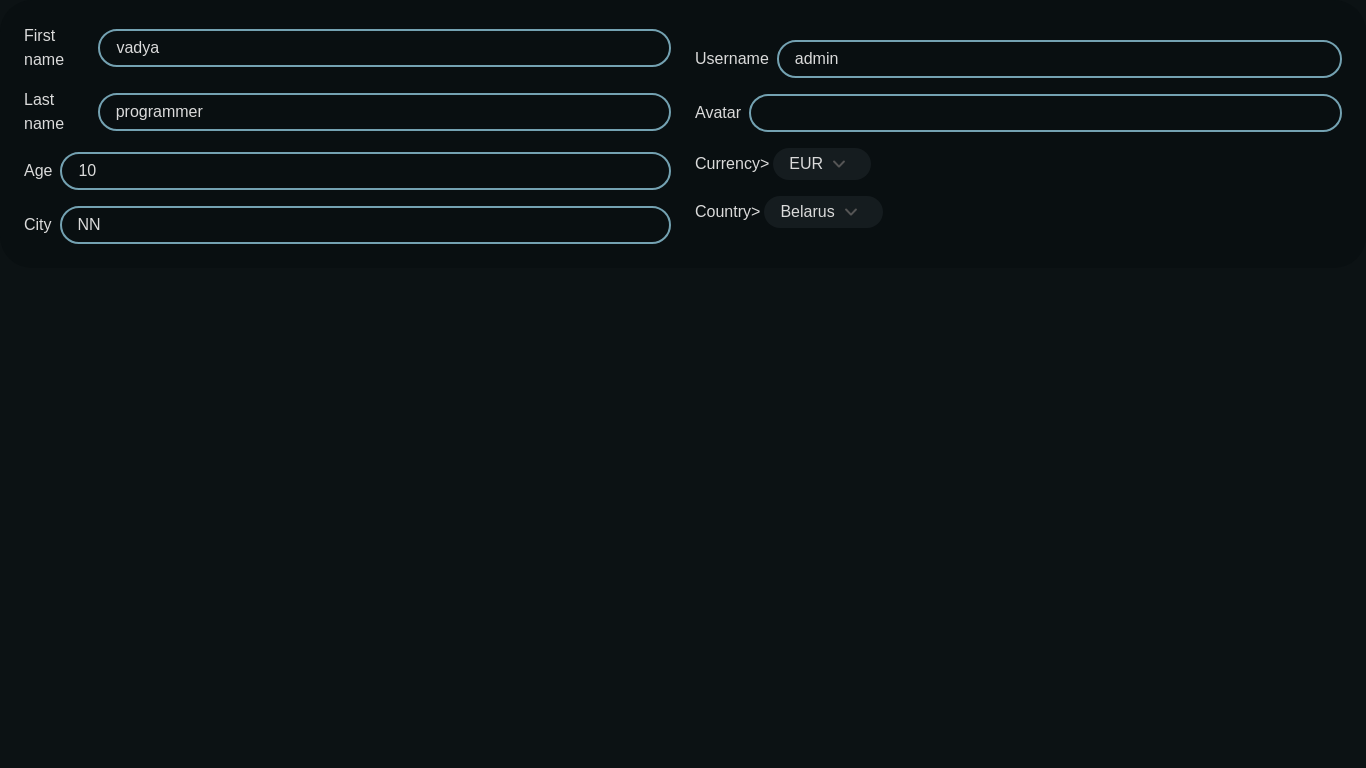 First name
vadya
Last name
programmer
Age
10
City
NN
Username
admin
Avatar
Currency>
EUR
Country>
Belarus